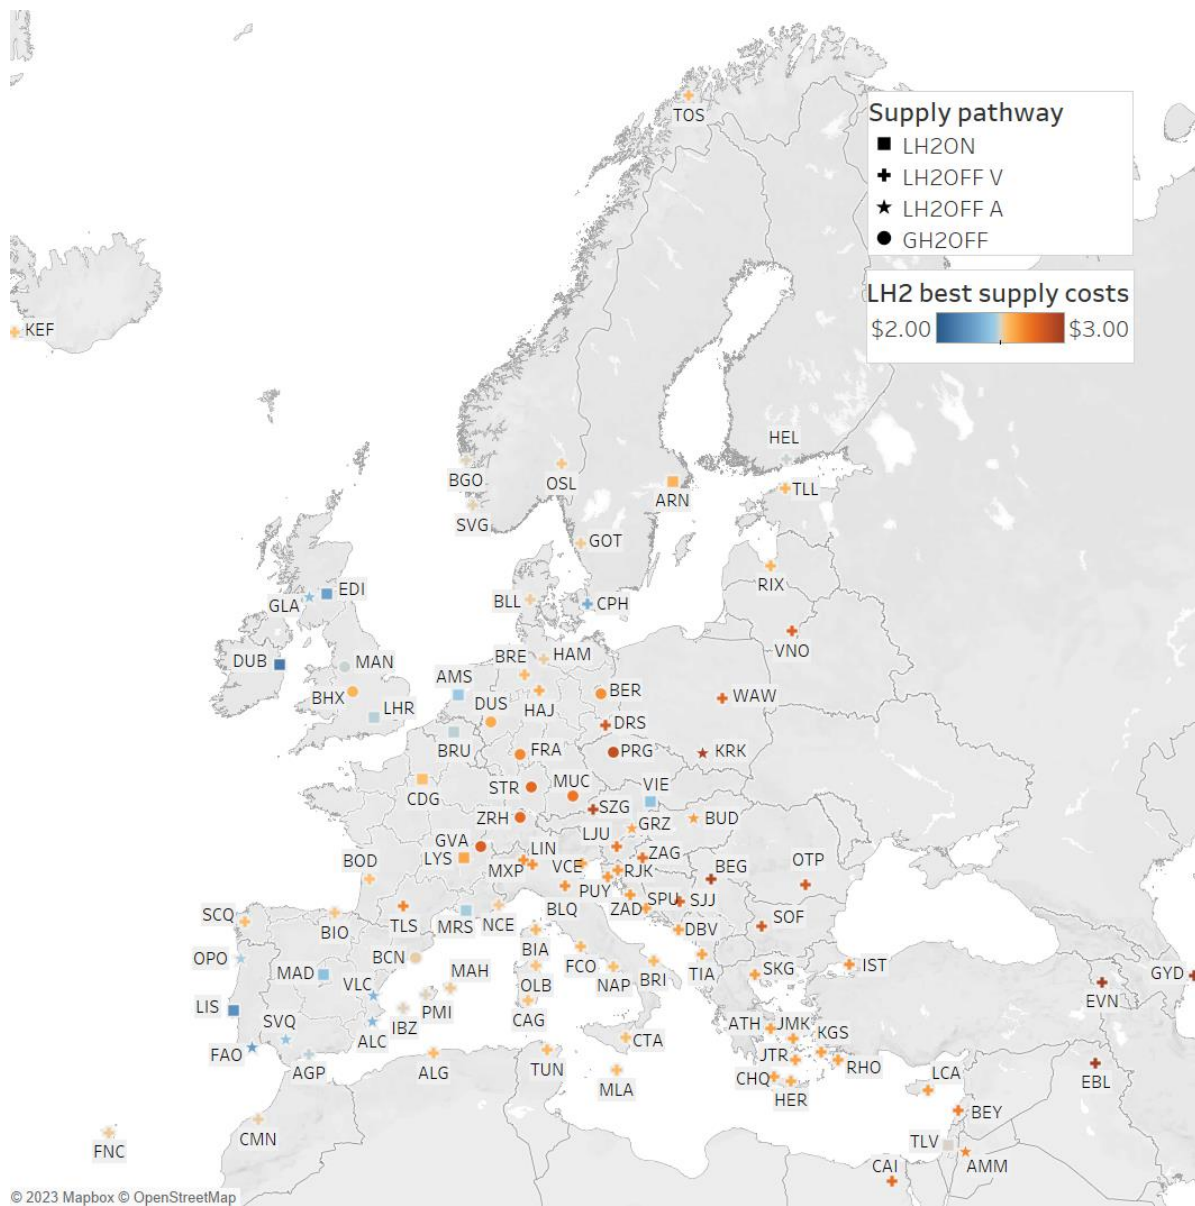 TOS
Supply pathway
LH2ON
LH2OFF V
LH2OFF A
GH2OFF
LH2 best supply costs
$2.00 $3.00
KEF
HEL
BGO
OSL
ARN
TLL
SVG
GOT
RIX
EDI
GLA
BLL
CPH
VNO
DUB
MAN
BRE
HAM
AMS
BHX
LHR
DUS
HAJ
BER
WAW
DRS
BRU
FRA
PRG
KRK
CDG
STR
MUC
VIE
SZG
ZRH
GRZ
BUD
GVA
LIN
LJU
LYS
ZAG
BOD
MXP
VCE
RJK
BEG
OTP
PUY
SPU
SJJ
ZAD
SCQ
BIO
TLS
MRS
NCE
BLQ
SOF
DBV
OPO
BCN
BIA
FCO
NAP
BRI
TIA
SKG
IST
MAD
VLC
MAH
OLB
GYD
EVN
LIS
SVQ
ALC
IBZ
PMI
CAG
ATH
JMK
KGS
FAO
AGP
ALG
TUN
CTA
JTR
RHO
MLA
CHQ
HER
LCA
EBL
BEY
FNC
CMN
TLV
AMM
CAI
© 2023 Mapbox © OpenStreetMap